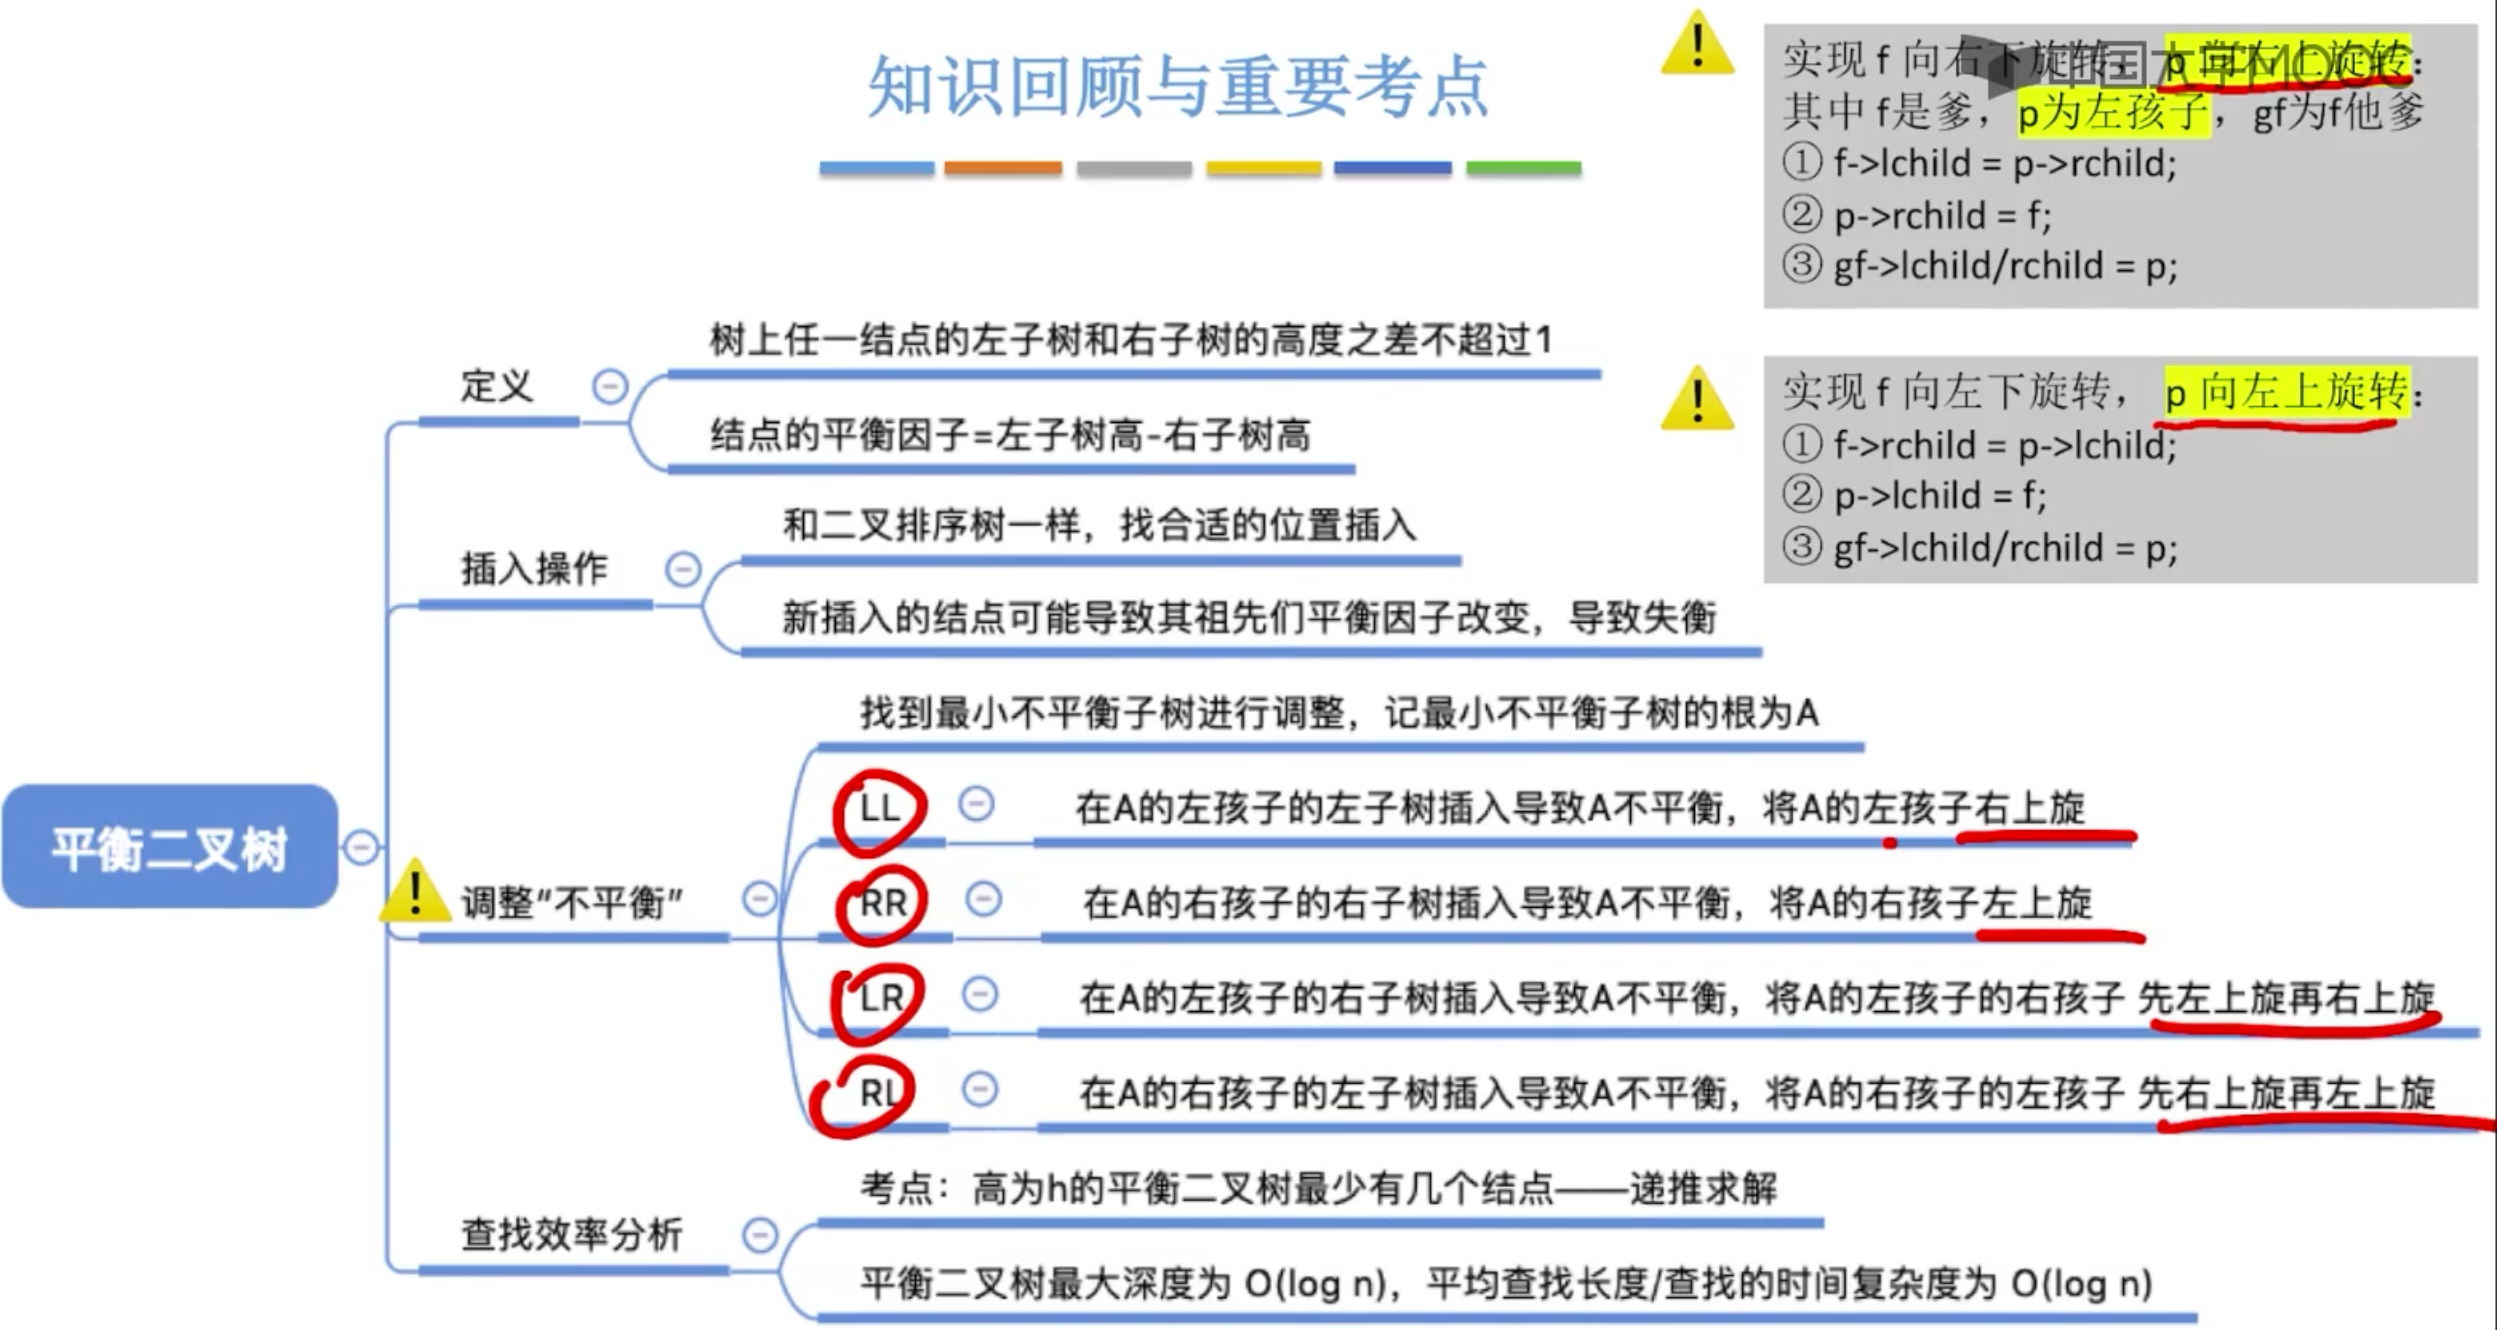 知识回顾与重要考点
实现 f 向右下旋转， p 向右上旋转：
中国大学MOOC
其中 f是爹，p为左孩子，gf为f他爹
① f->lchild = p->rchild;
② p->rchild = f;
③ gf->lchild/rchild = p;
实现 f 向左下旋转， p 向左上旋转：
① f->rchild = p->lchild;
② p->lchild = f;
③ gf->lchild/rchild = p;
平衡二叉树
定义
树上任一结点的左子树和右子树的高度之差不超过1
结点的平衡因子=左子树高-右子树高
插入操作
和二叉排序树一样，找合适的位置插入
新插入的结点可能导致其祖先们平衡因子改变，导致失衡
调整“不平衡”
找到最小不平衡子树进行调整，记最小不平衡子树的根为A
LL 在A的左孩子的左子树插入导致A不平衡，将A的左孩子右上旋
RR 在A的右孩子的右子树插入导致A不平衡，将A的右孩子左上旋
LR 在A的左孩子的右子树插入导致A不平衡，将A的左孩子的右孩子 先左上旋再右上旋
RL 在A的右孩子的左子树插入导致A不平衡，将A的右孩子的左孩子 先右上旋再左上旋
查找效率分析
考点：高为h的平衡二叉树最少有几个结点——递推求解
平衡二叉树最大深度为 O(log n)，平均查找长度/查找的时间复杂度为 O(log n)